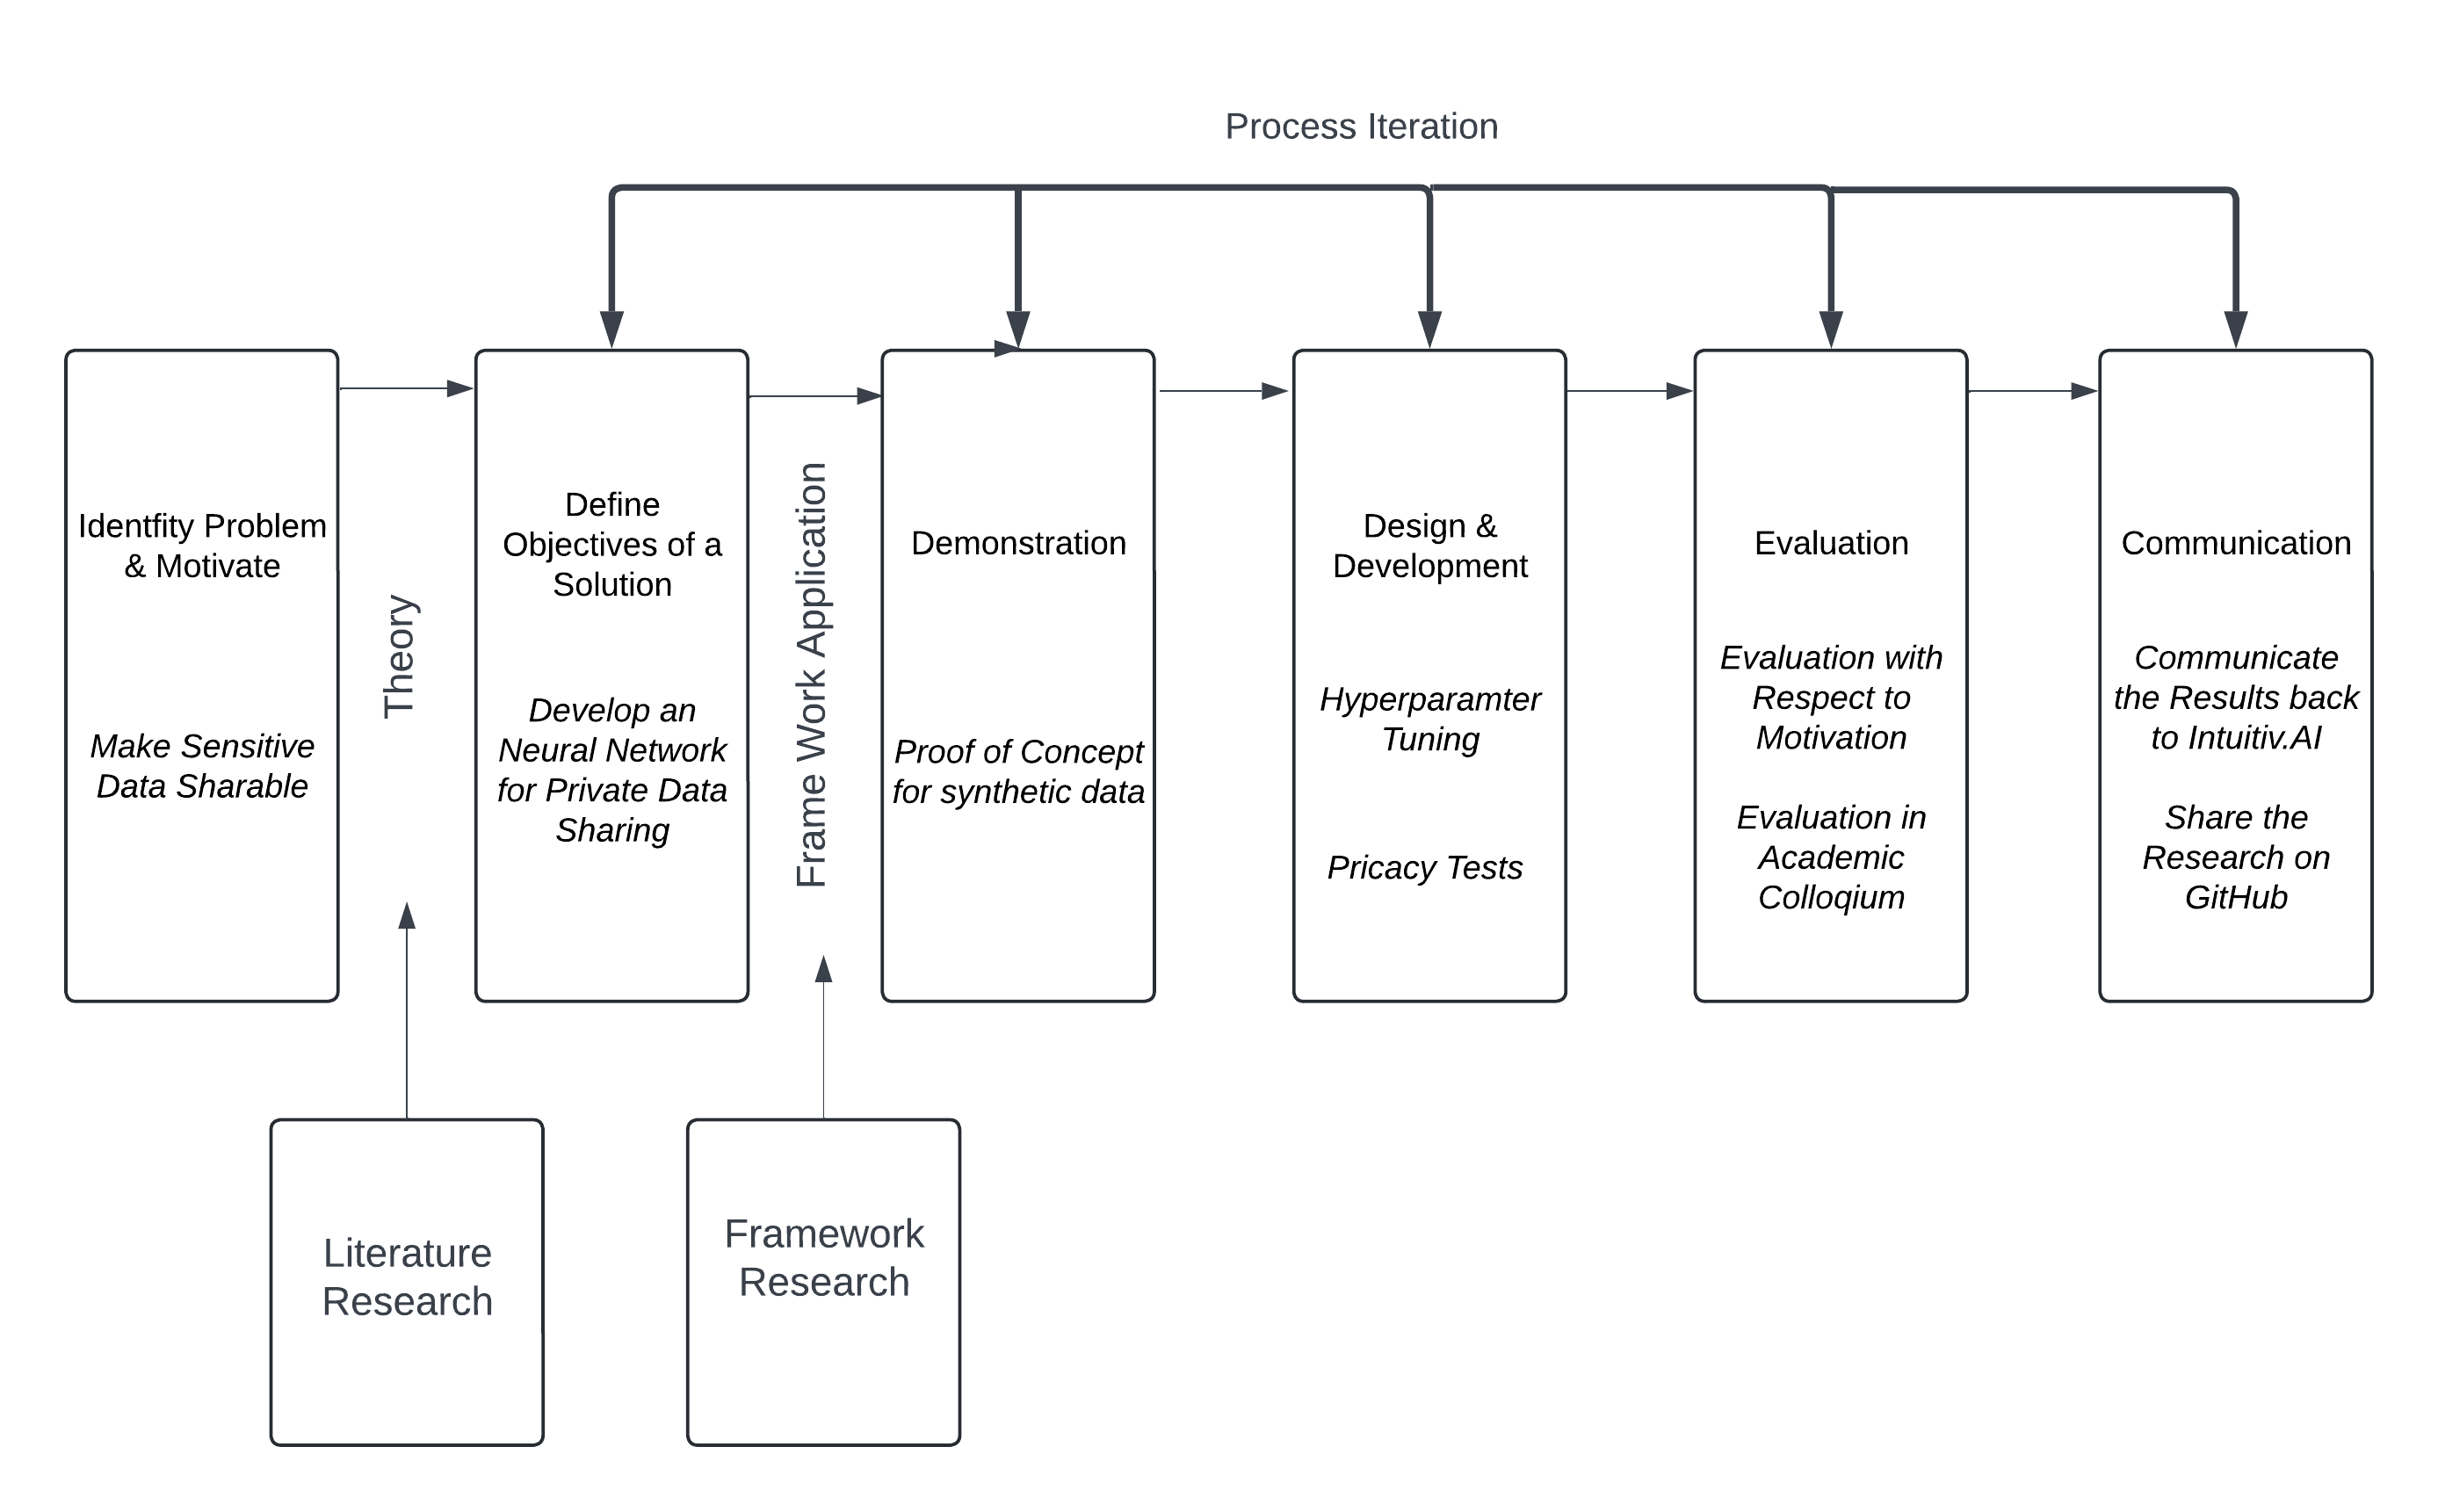 Process Iteration
Identfity Problem
& Motivate
Make Sensitive
Data Sharable
Theory
Define
Objectives of a
Solution
Develop an
Neural Network
for Private Data
Sharing
Frame Work Application
Demonstration
Proof of Concept
for synthetic data
Design &
Development
Hyperparamter
Tuning
Pricacy Tests
Evaluation
Evaluation with
Respect to
Motivation
Evaluation in
Academic
Colloqium
Communication
Communicate
the Results back
to Intuitiv.AI
Share the
Research on
GitHub
Literature
Research
Framework
Research